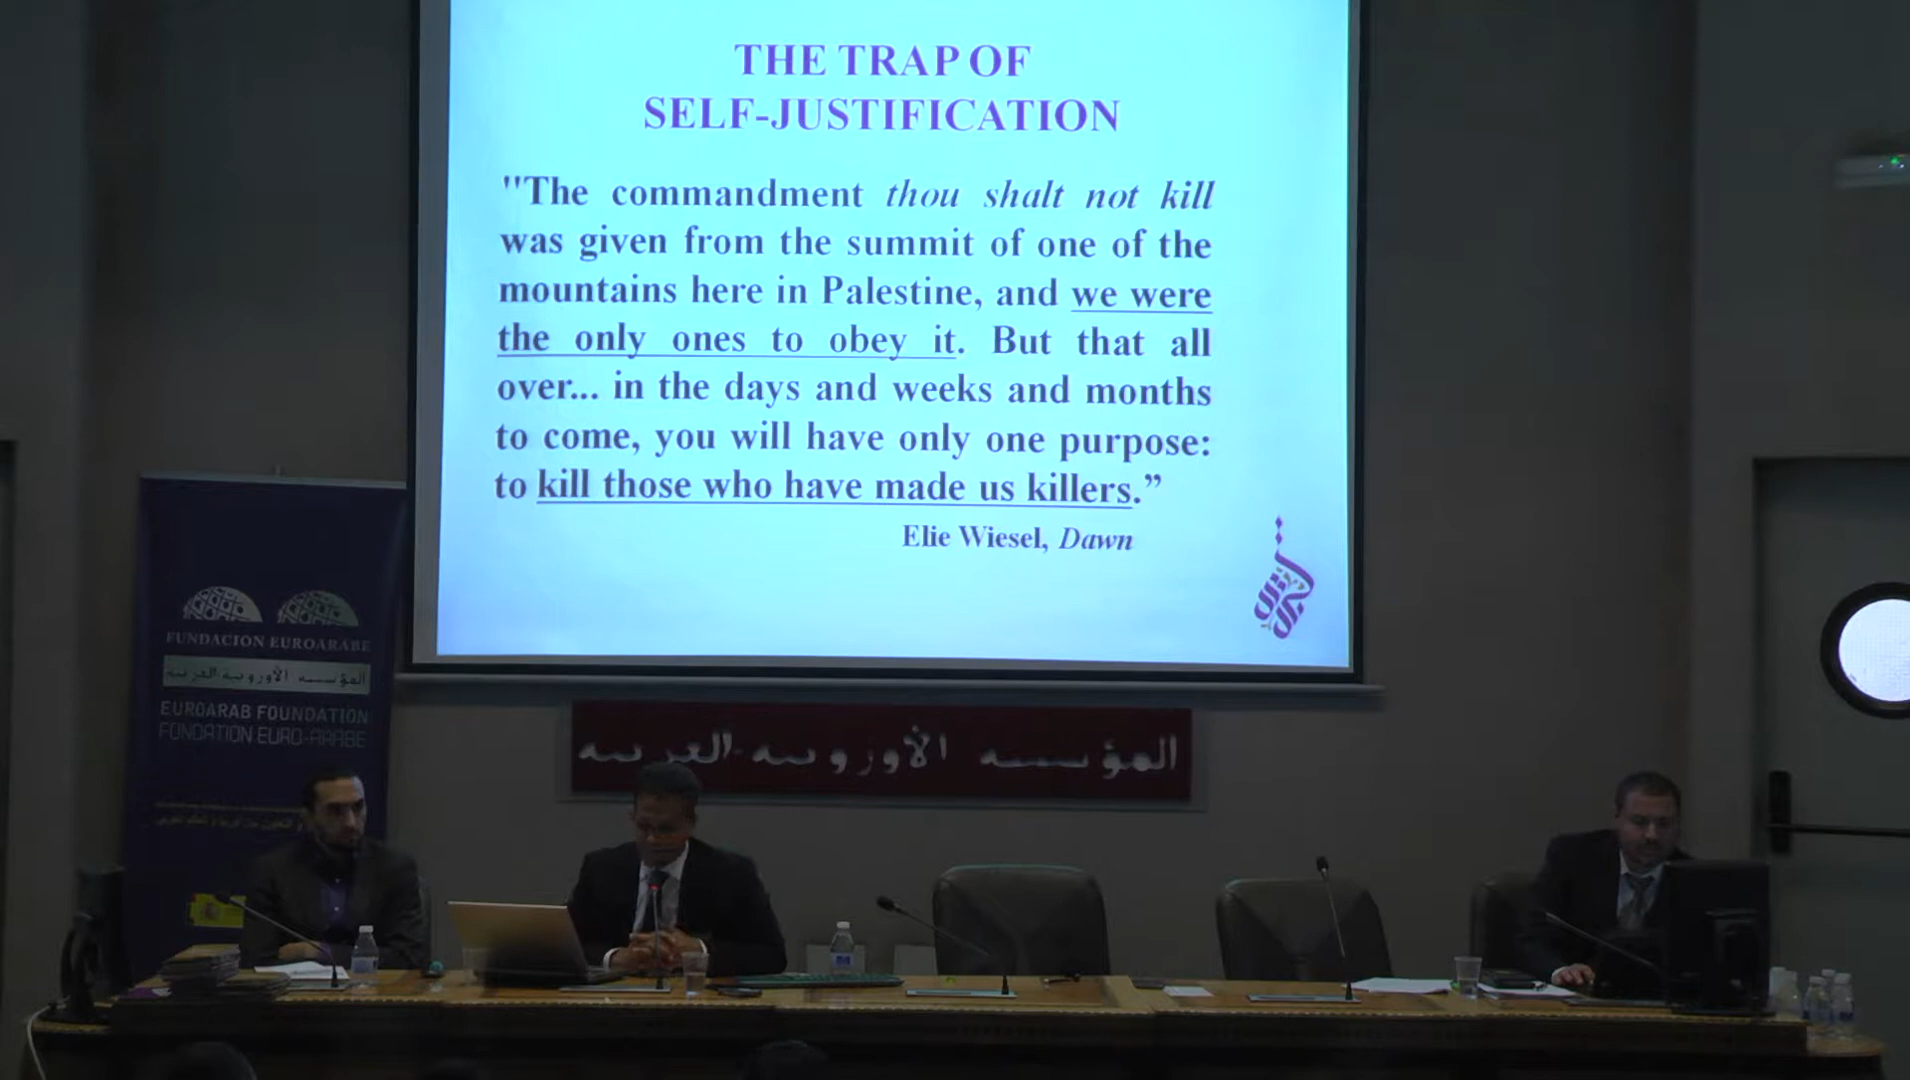 THE TRAP OF
SELF-JUSTIFICATION
"The commandment thou shalt not kill
was given from the summit of one of the
mountains here in Palestine, and we were
the only ones to obey it. But that all
over... in the days and weeks and months
to come, you will have only one purpose:
to kill those who have made us killers.”
Elie Wiesel, Dawn
FUNDACION EUROARABE
المؤسسة الأوروبية العربية
EUROARAB FOUNDATION
FONDATION EURO-ARABE
المؤسسة الأوروبية-العربية